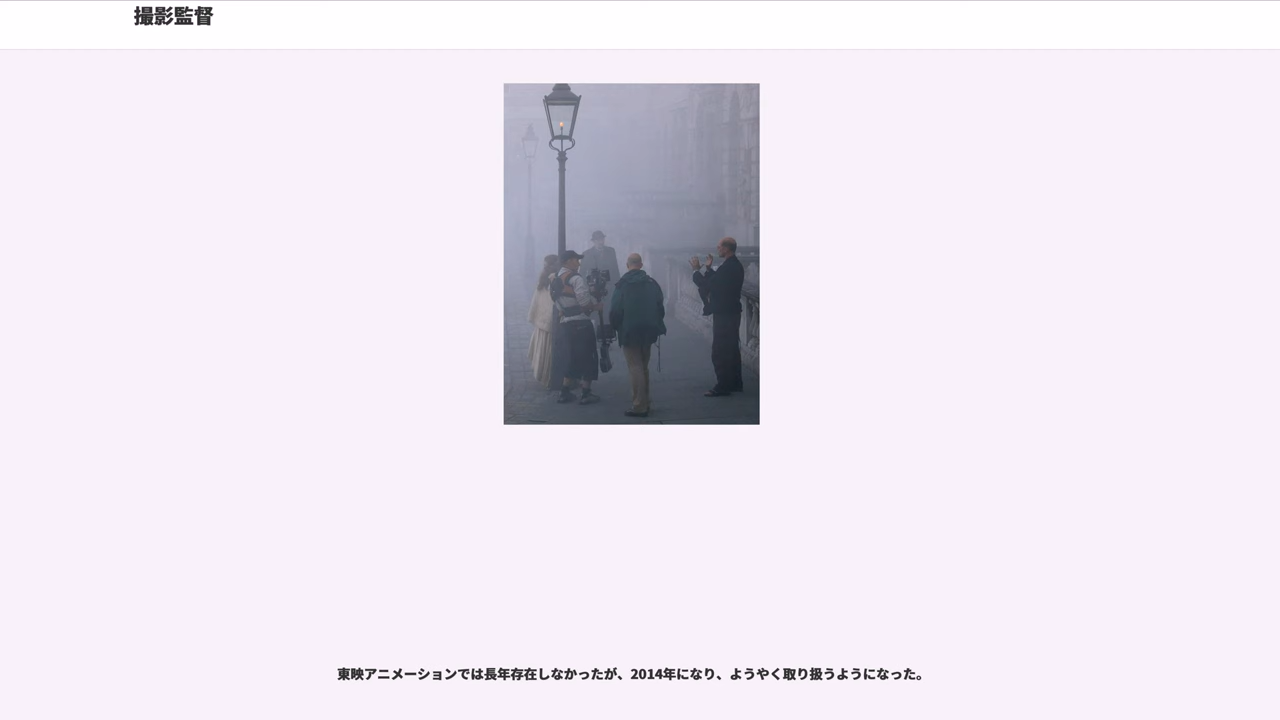 撮影監督
東映アニメーションでは長年存在しなかったが、2014年になり、ようやく取り扱うようになった。